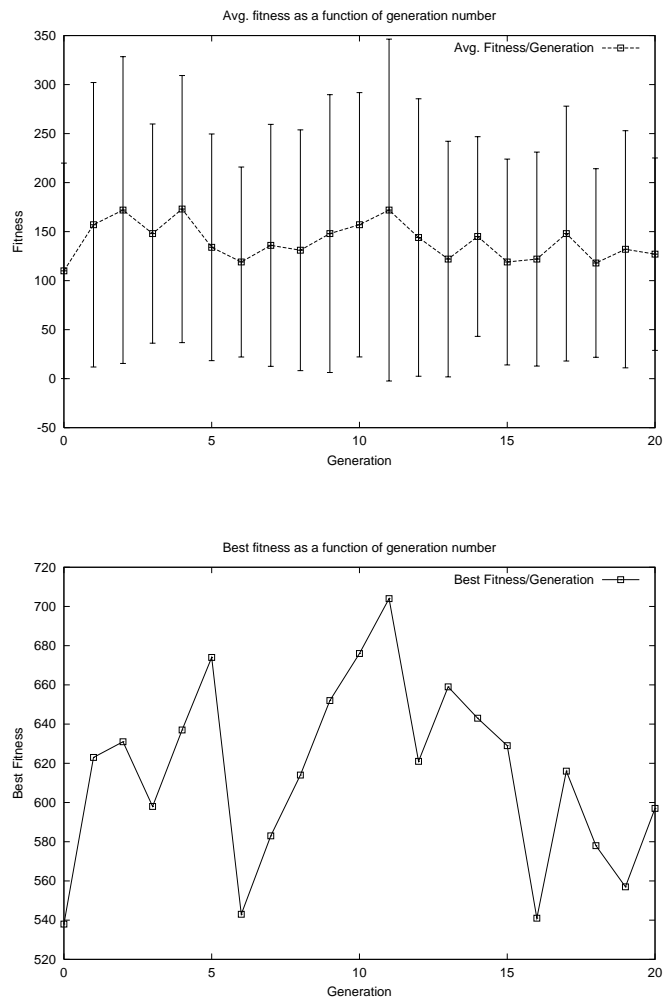 Avg. fitness as a function of generation number
350
300
250
200
150
100
50
0
-50
Fitness
Avg. Fitness/Generation
0 5 10 15 20
Generation
Best fitness as a function of generation number
720
700
680
660
640
620
600
580
560
540
520
Best Fitness
Best Fitness/Generation
0 5 10 15 20
Generation